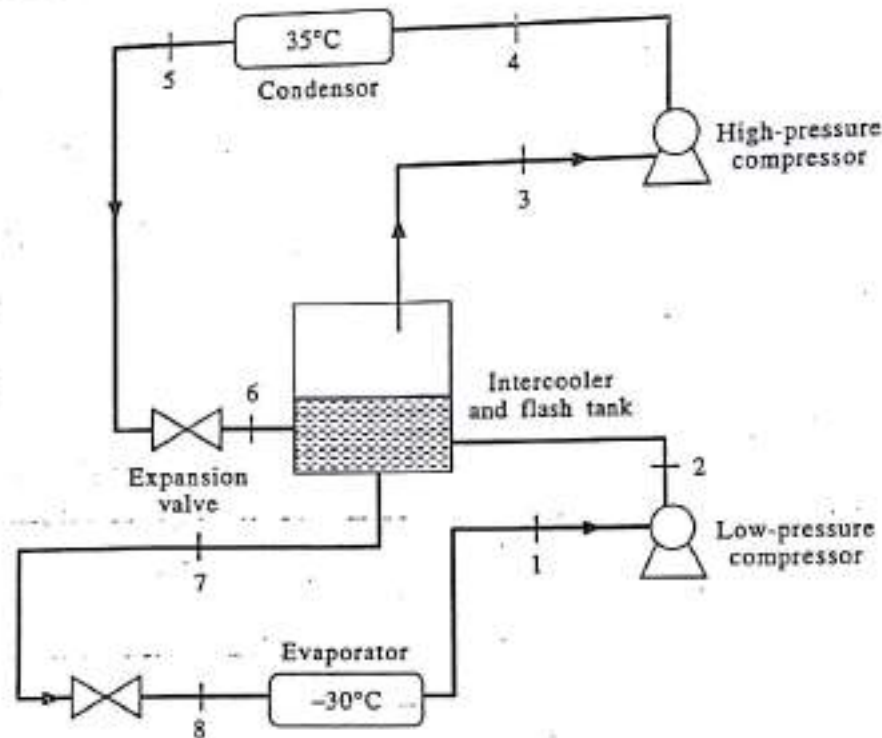 35°C
Condensor
5
4
High-pressure
compressor
3
6
Intercooler
and flash tank
Expansion
valve
2
Low-pressure
compressor
1
7
Evaporator
-30°C
8